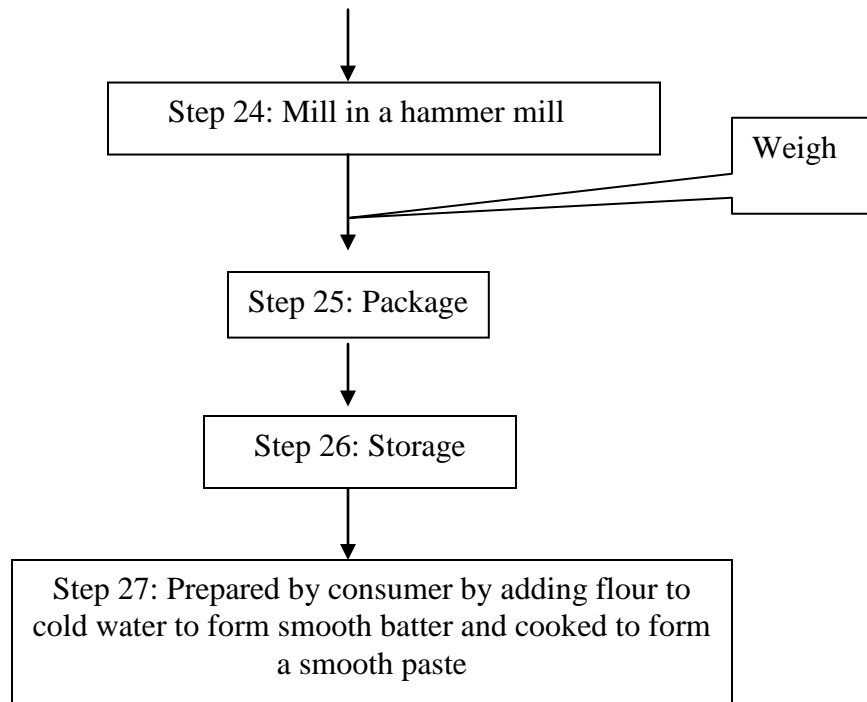 Step 24: Mill in a hammer mill
Weigh
Step 25: Package
Step 26: Storage
Step 27: Prepared by consumer by adding flour to
cold water to form smooth batter and cooked to form
a smooth paste